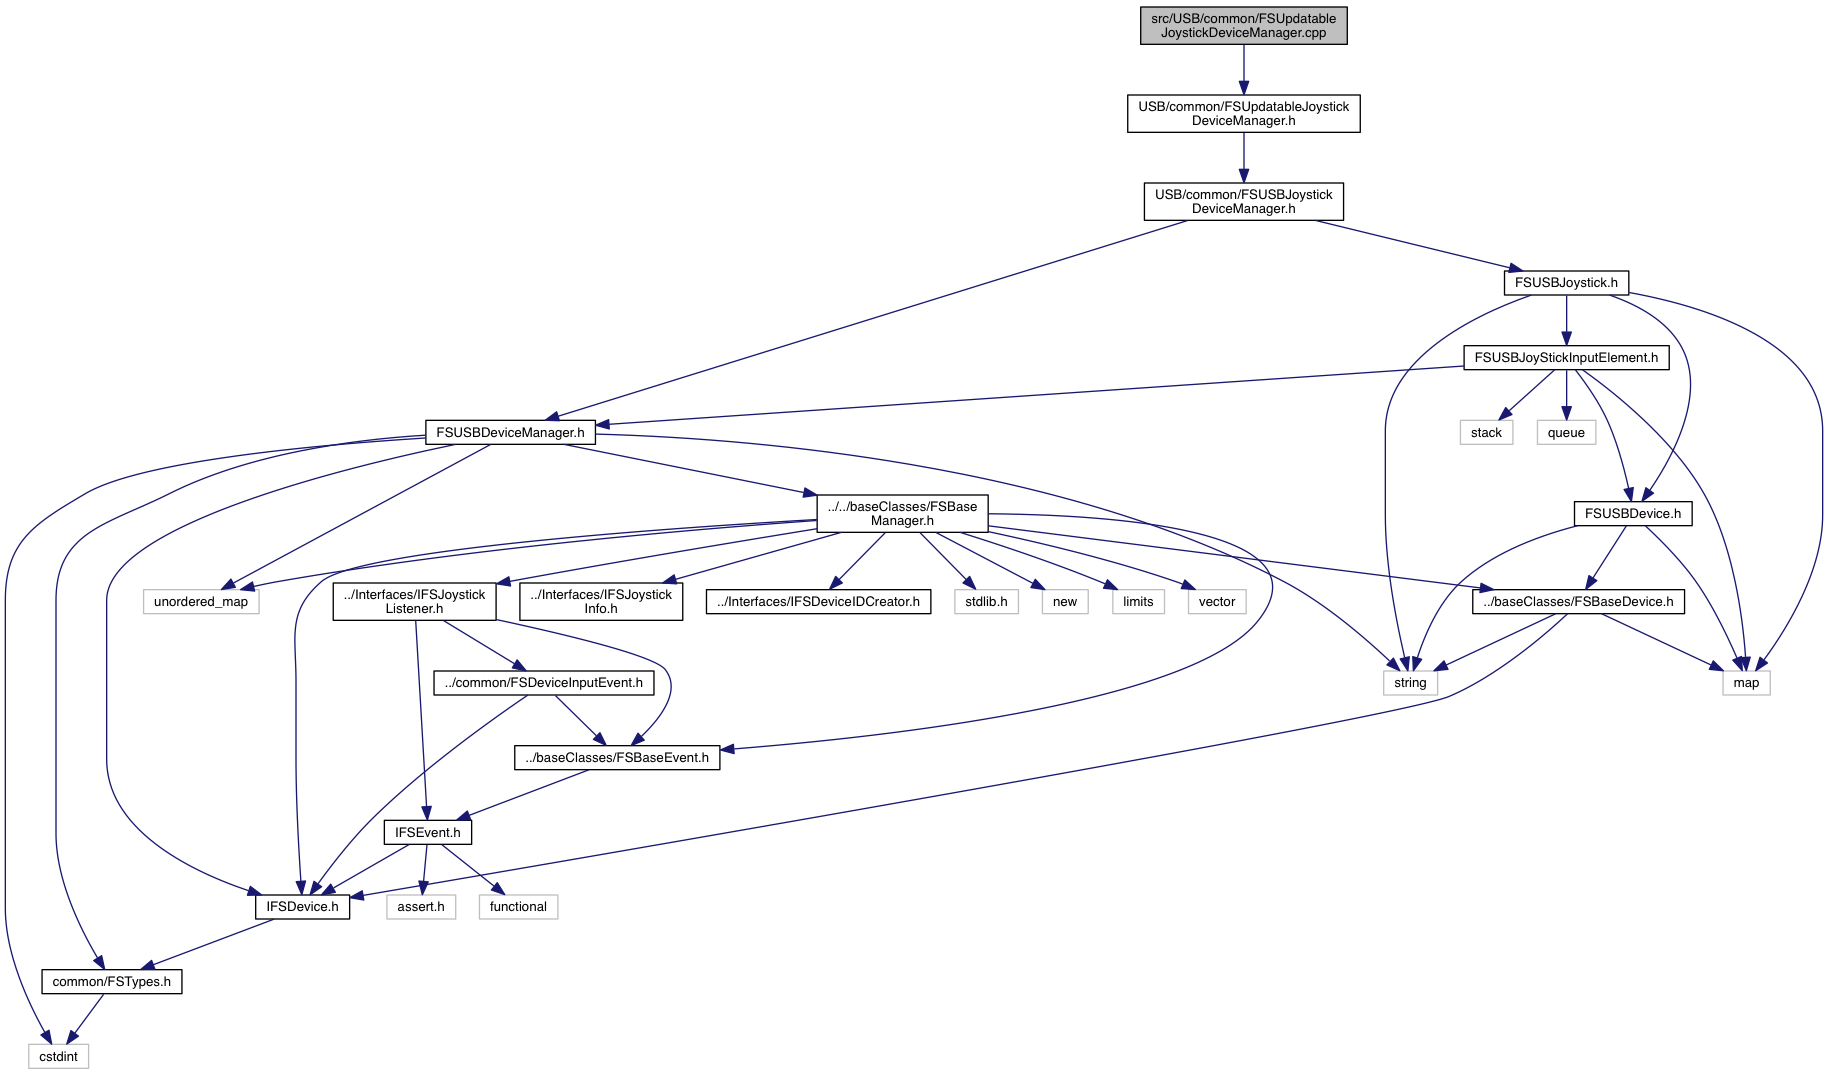 src/USB/common/FSUpdatable
JoystickDeviceManager.cpp
USB/common/FSUpdatableJoystick
DeviceManager.h
USB/common/FSUSBJoystick
DeviceManager.h
FSUSBJoystick.h
FSUSBJoyStickInputElement.h
FSUSBDeviceManager.h
stack
queue
../../baseClasses/FSBase
Manager.h
FSUSBDevice.h
unordered_map
../Interfaces/IFSJoystick
Listener.h
../Interfaces/IFSJoystick
Info.h
../Interfaces/IFSDeviceIDCreator.h
stdlib.h
new
limits
vector
../baseClasses/FSBaseDevice.h
../common/FSDeviceInputEvent.h
string
map
../baseClasses/FSBaseEvent.h
IFSEvent.h
IFSDevice.h
assert.h
functional
common/FSTypes.h
cstdint